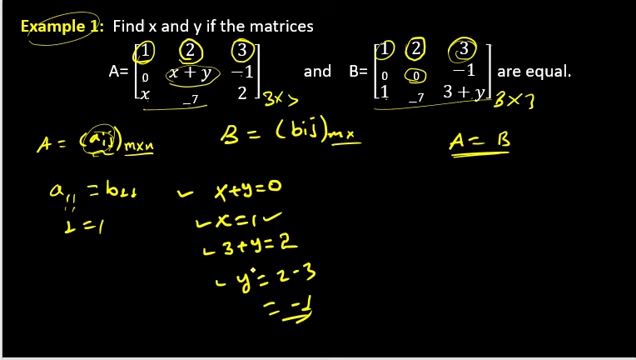 Example 1: Find x and y if the matrices
1 2 3 1 2 3
A= 0 x + y −1 and B= 0 0 −1 are equal.
x −7 2 3×3 1 −7 3 + y 3×3
A = (aij)m×n B = (bij)m× A = B
a11 = b11 x+y=0
1 = 1 x=1
3+y=2
y = 2-3
= -1